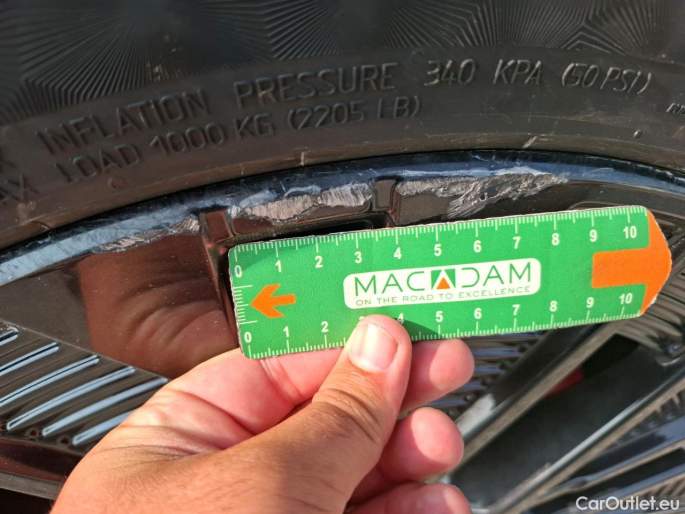 INFLATION PRESSURE 340 KPA (50 PSI)
MAX LOAD 1000 KG (2205 LB)
0 1 2 3 4 5 6 7 8 9 10
MACADAM
ON THE ROAD TO EXCELLENCE
0 1 2 4 5 6 7 8 9 10
CarOutlet.eu